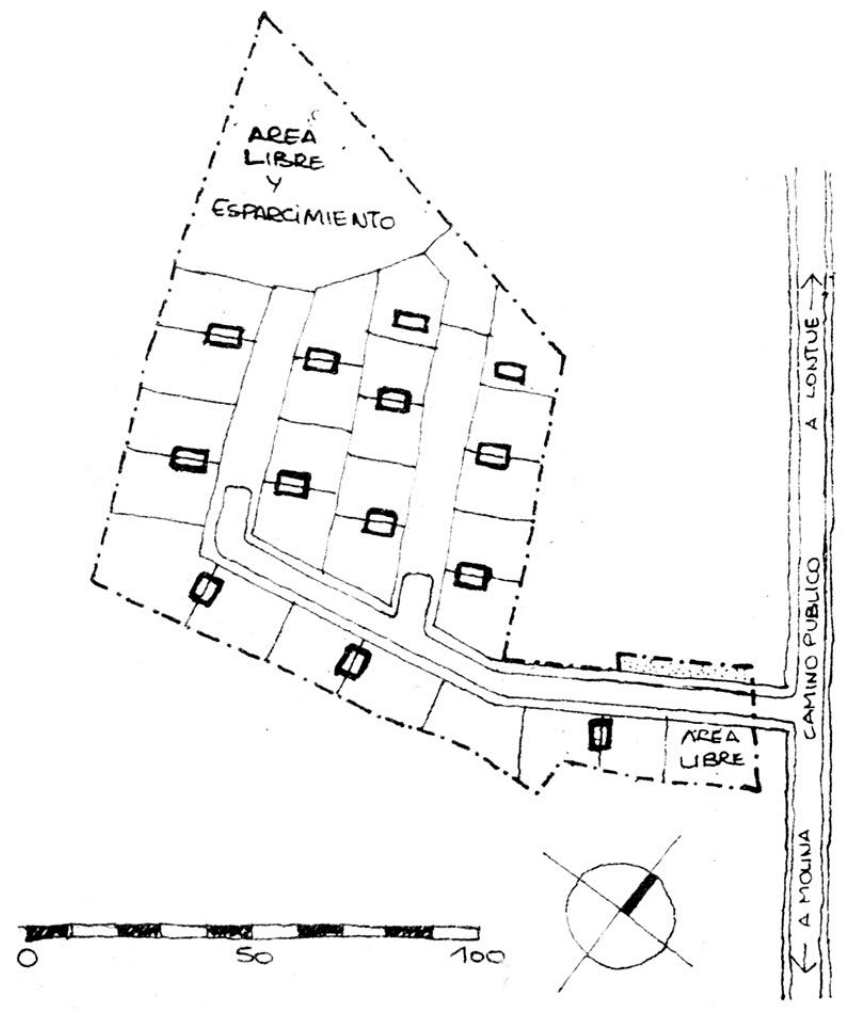 AREA
LIBRE
Y
ESPARCIMIENTO
A LONTUE
CAMINO PUBLICO
AREA
LIBRE
A MOLINA
0 50 100